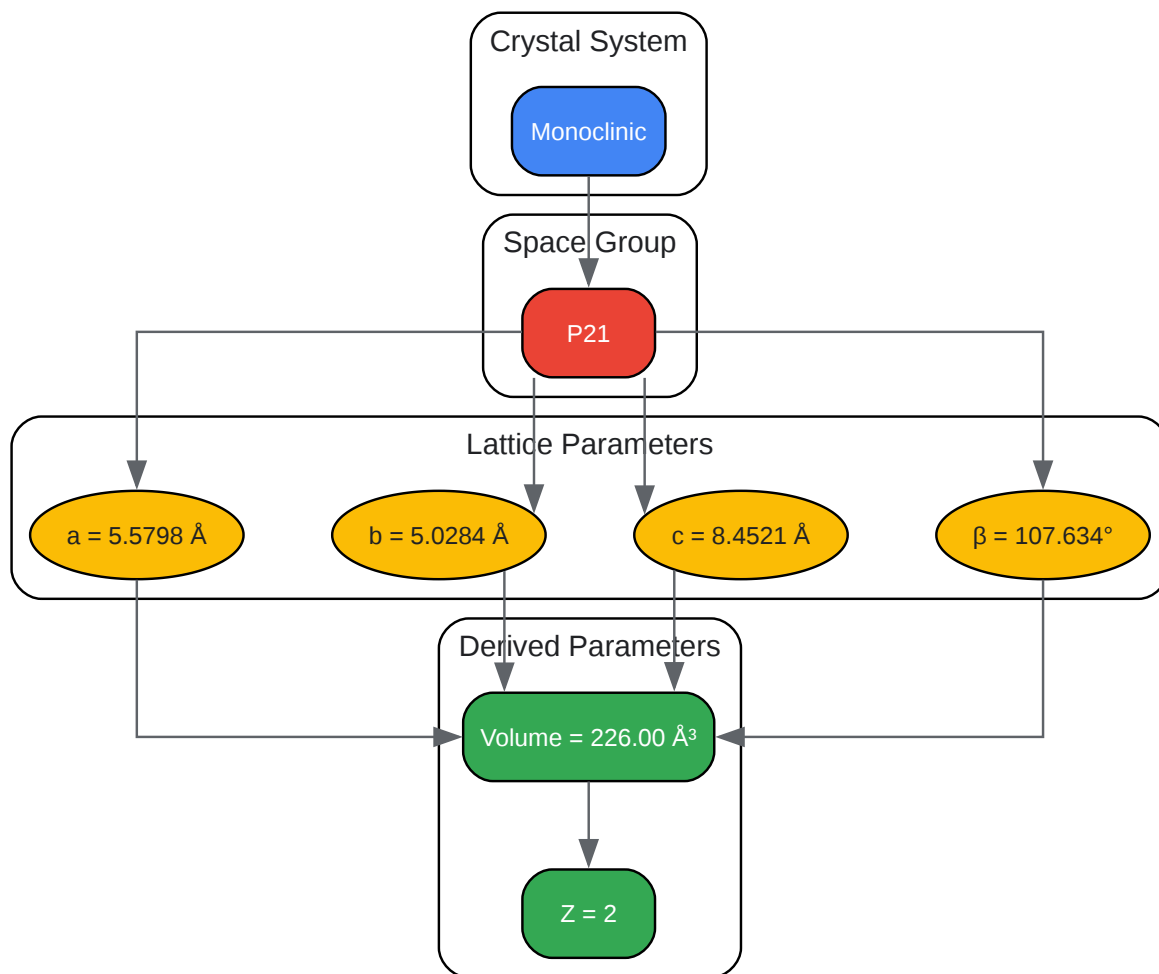 Crystal System
Monoclinic
Space Group
P21
Lattice Parameters
a = 5.5798 Å
b = 5.0284 Å
c = 8.4521 Å
β = 107.634°
Derived Parameters
Volume = 226.00 Å³
Z = 2